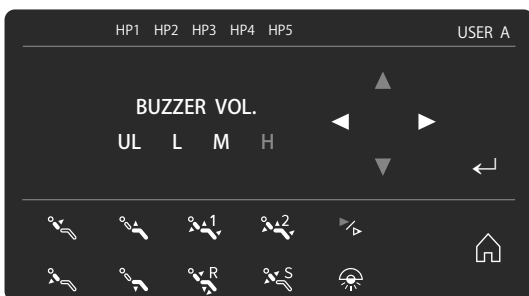 HP1 HP2 HP3 HP4 HP5 USER A
BUZZER VOL.
UL L M H
1 2
R S